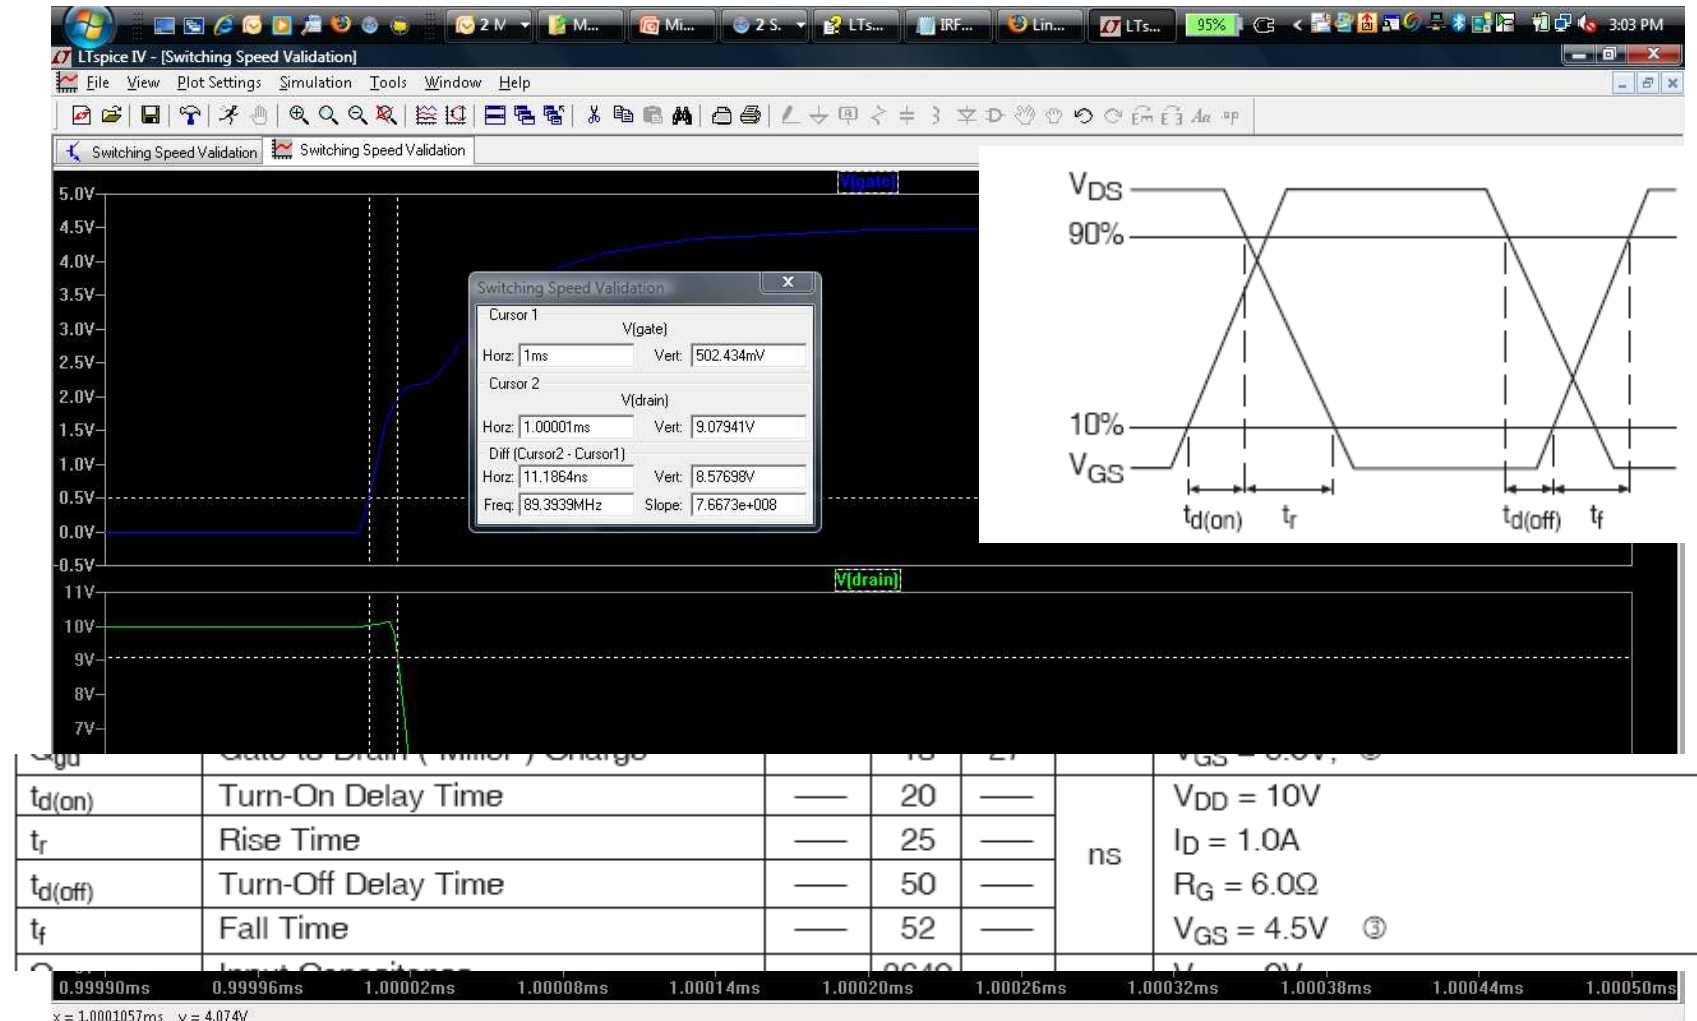 2 M
M...
Mi...
2 S.
LTs...
IRF...
Lin...
LTs...
95%
3:03 PM
LTspice IV - [Switching Speed Validation]
File View Plot Settings Simulation Tools Window Help
Switching Speed Validation
Switching Speed Validation
V(gate)
5.0V
4.5V
4.0V
3.5V
3.0V
2.5V
2.0V
1.5V
1.0V
0.5V
0.0V
-0.5V
Switching Speed Validation
Cursor 1
V(gate)
Horz: 1ms Vert: 502.434mV
Cursor 2
V(drain)
Horz: 1.00001ms Vert: 9.07941V
Diff (Cursor2 - Cursor1)
Horz: 11.1864ns Vert: 8.57698V
Freq: 89.3939MHz Slope: 7.6673e+008
VDS
90%
10%
VGS
td(on) tr td(off) tf
V(drain)
11V
10V
9V
8V
7V
td(on) Turn-On Delay Time — 20 — VDD = 10V
tr Rise Time — 25 — ns ID = 1.0A
td(off) Turn-Off Delay Time — 50 — RG = 6.0Ω
tf Fall Time — 52 — VGS = 4.5V ③
0.99990ms 0.99996ms 1.00002ms 1.00008ms 1.00014ms 1.00020ms 1.00026ms 1.00032ms 1.00038ms 1.00044ms 1.00050ms
x = 1.0001057ms y = 4.074V